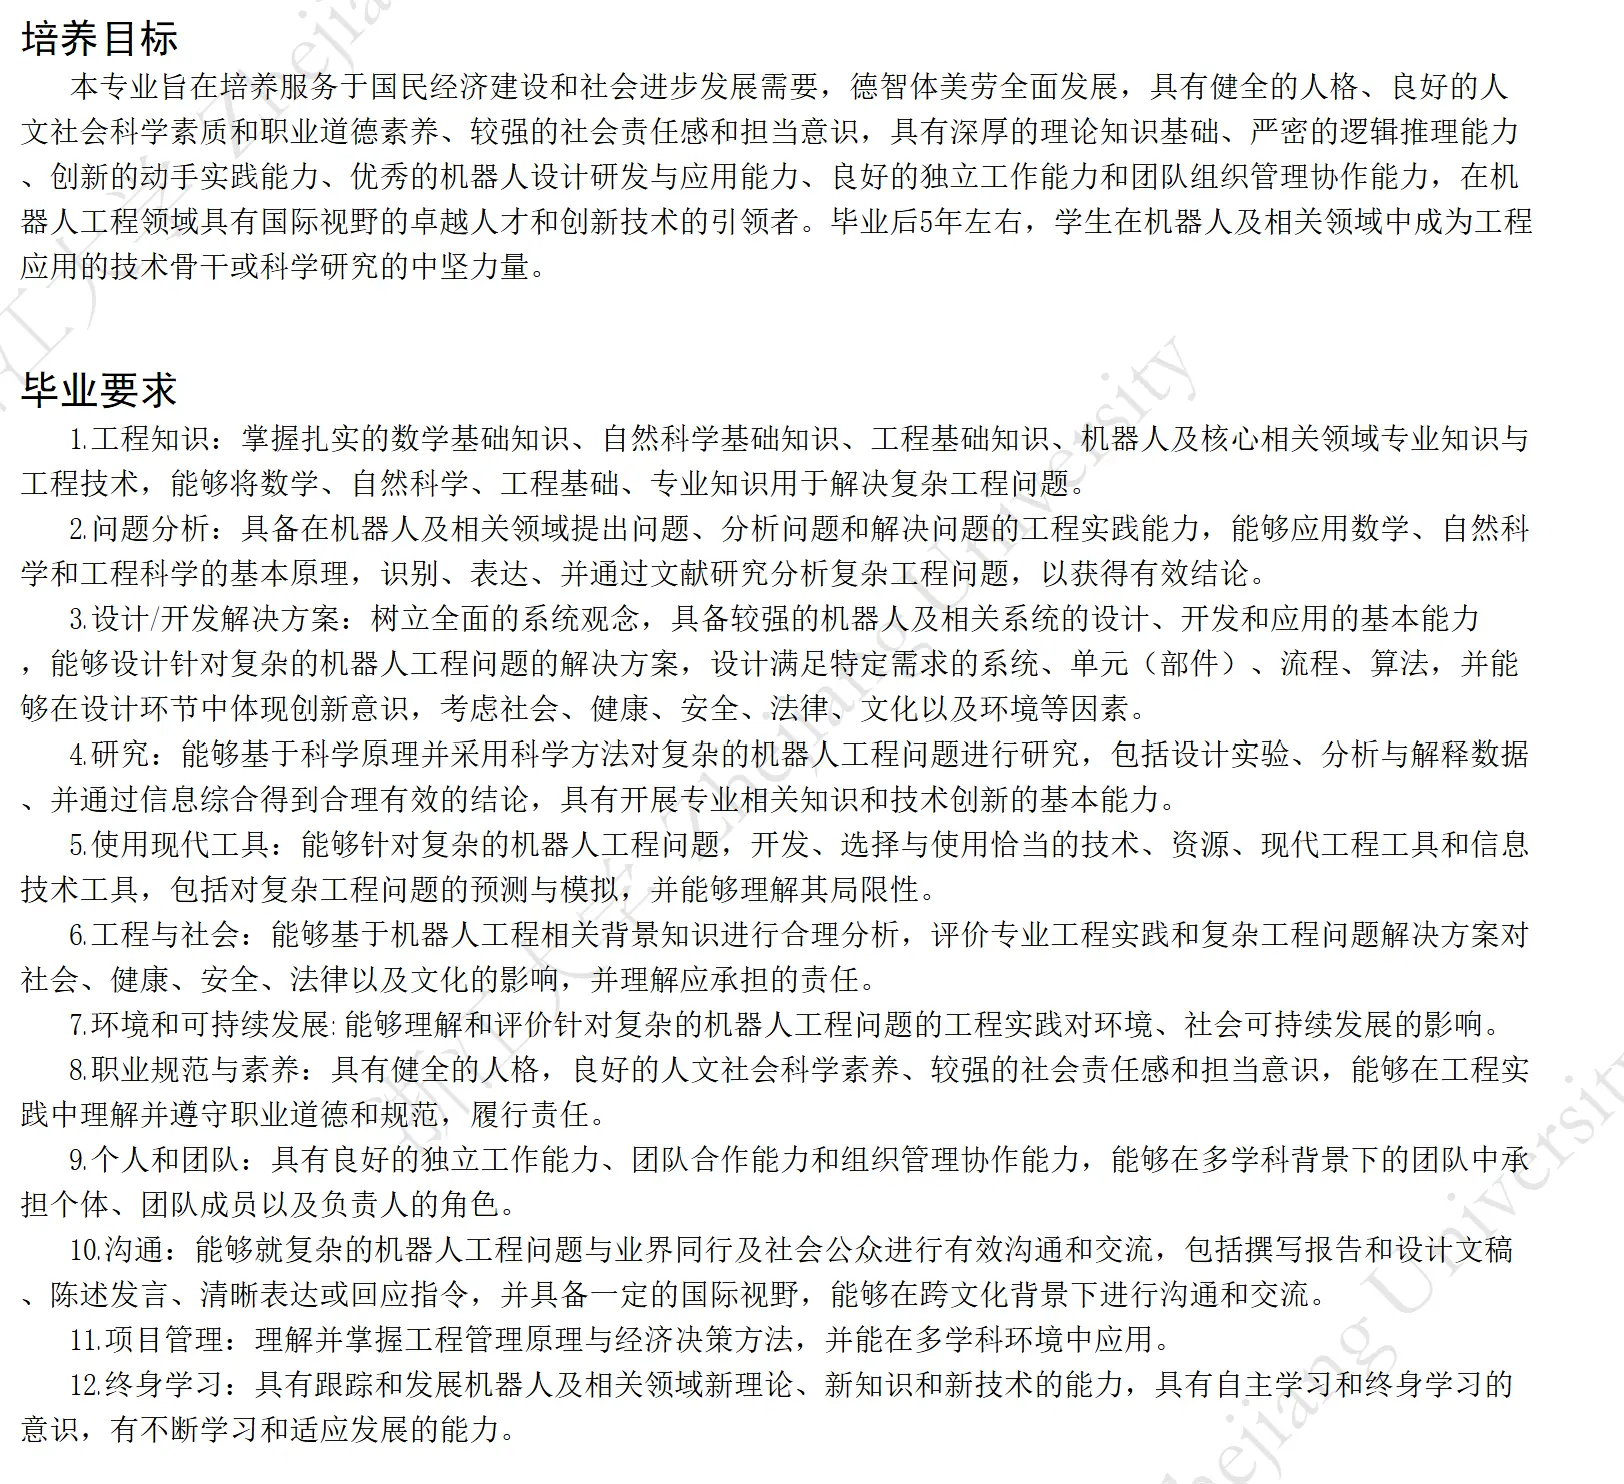 培养目标
本专业旨在培养服务于国民经济建设和社会进步发展需要，德智体美劳全面发展，具有健全的人格、良好的人
文社会科学素质和职业道德素养、较强的社会责任感和担当意识，具有深厚的理论知识基础、严密的逻辑推理能力
、创新的动手实践能力、优秀的机器人设计研发与应用能力、良好的独立工作能力和团队组织管理协作能力，在机
器人工程领域具有国际视野的卓越人才和创新技术的引领者。毕业后5年左右，学生在机器人及相关领域中成为工程
应用的技术骨干或科学研究的中坚力量。
毕业要求
1.工程知识：掌握扎实的数学基础知识、自然科学基础知识、工程基础知识、机器人及核心相关领域专业知识与
工程技术，能够将数学、自然科学、工程基础、专业知识用于解决复杂工程问题。
2.问题分析：具备在机器人及相关领域提出问题、分析问题和解决问题的工程实践能力，能够应用数学、自然科
学和工程科学的基本原理，识别、表达、并通过文献研究分析复杂工程问题，以获得有效结论。
3.设计/开发解决方案：树立全面的系统观念，具备较强的机器人及相关系统的设计、开发和应用的基本能力
，能够设计针对复杂的机器人工程问题的解决方案，设计满足特定需求的系统、单元（部件）、流程、算法，并能
够在设计环节中体现创新意识，考虑社会、健康、安全、法律、文化以及环境等因素。
4.研究：能够基于科学原理并采用科学方法对复杂的机器人工程问题进行研究，包括设计实验、分析与解释数据
、并通过信息综合得到合理有效的结论，具有开展专业相关知识和技术创新的基本能力。
5.使用现代工具：能够针对复杂的机器人工程问题，开发、选择与使用恰当的技术、资源、现代工程工具和信息
技术工具，包括对复杂工程问题的预测与模拟，并能够理解其局限性。
6.工程与社会：能够基于机器人工程相关背景知识进行合理分析，评价专业工程实践和复杂工程问题解决方案对
社会、健康、安全、法律以及文化的影响，并理解应承担的责任。
7.环境和可持续发展:能够理解和评价针对复杂的机器人工程问题的工程实践对环境、社会可持续发展的影响。
8.职业规范与素养：具有健全的人格，良好的人文社会科学素养、较强的社会责任感和担当意识，能够在工程实
践中理解并遵守职业道德和规范，履行责任。
9.个人和团队：具有良好的独立工作能力、团队合作能力和组织管理协作能力，能够在多学科背景下的团队中承
担个体、团队成员以及负责人的角色。
10.沟通：能够就复杂的机器人工程问题与业界同行及社会公众进行有效沟通和交流，包括撰写报告和设计文稿
、陈述发言、清晰表达或回应指令，并具备一定的国际视野，能够在跨文化背景下进行沟通和交流。
11.项目管理：理解并掌握工程管理原理与经济决策方法，并能在多学科环境中应用。
12.终身学习：具有跟踪和发展机器人及相关领域新理论、新知识和新技术的能力，具有自主学习和终身学习的
意识，有不断学习和适应发展的能力。
浙江大学 Zhejiang University